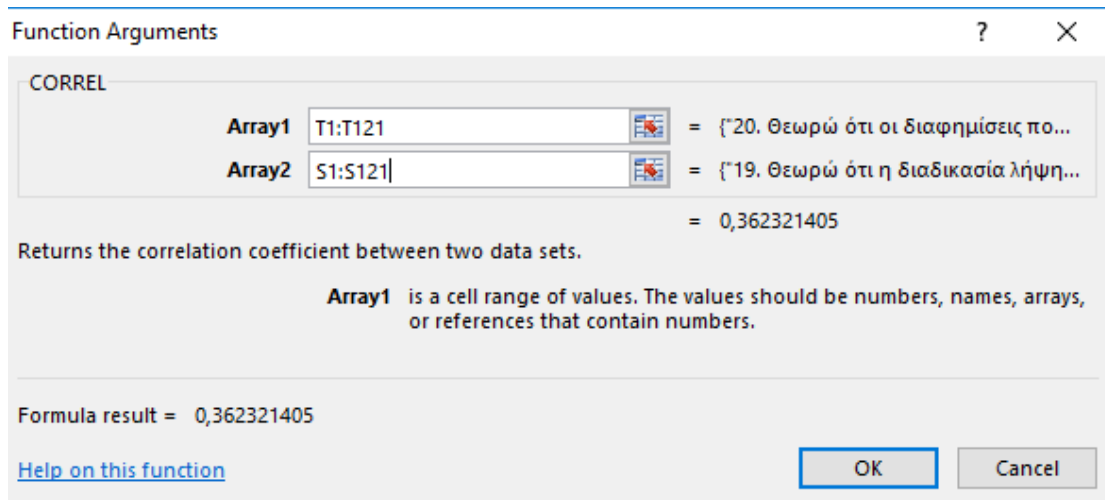 Function Arguments ? ×
CORREL
Array1 T1:T121 = {"20. Θεωρώ ότι οι διαφημίσεις πο...
Array2 S1:S121 = {"19. Θεωρώ ότι η διαδικασία λήψη...
= 0,362321405
Returns the correlation coefficient between two data sets.
Array1 is a cell range of values. The values should be numbers, names, arrays,
or references that contain numbers.
Formula result = 0,362321405
Help on this function OK Cancel